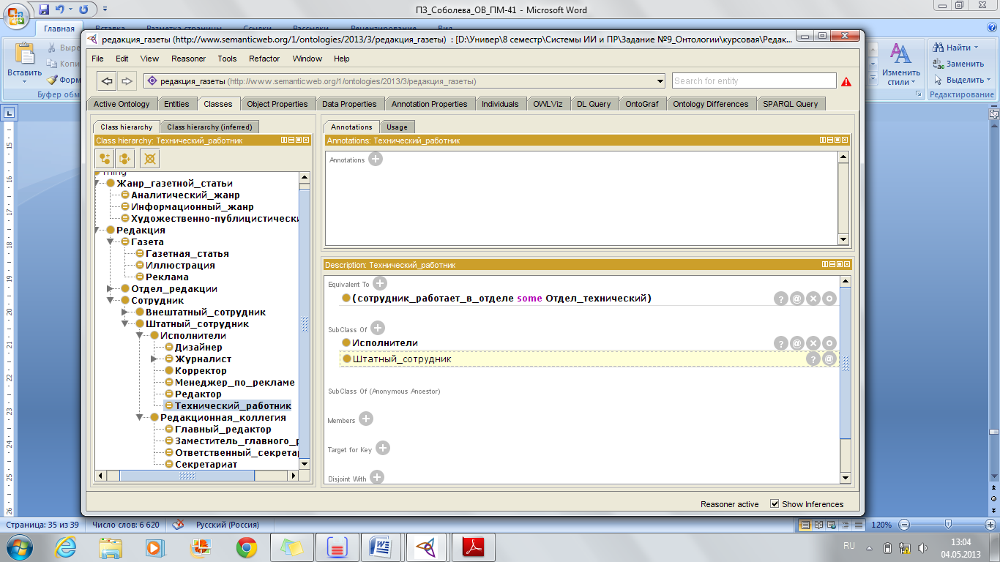 ПЗ_Соболева_ОВ_ПМ-41 - Microsoft Word
Главная Вставка Разметка страницы Ссылки Рассылки Рецензирование Вид
Вставить
Буфер обм
Изменить стили
Найти
Заменить
Выделить
Редактирование
редакция_газеты (http://www.semanticweb.org/1/ontologies/2013/3/редакция_газеты) : [D:\Универ\8 семестр\Системы ИИ и ПР\Задание №99_Онтологии\курсовая\Редак...
File Edit View Reasoner Tools Refactor Window Help
редакция_газеты (http://www.semanticweb.org/1/ontologies/2013/3/редакция_газеты)
Search for entity
Active Ontology Entities Classes Object Properties Data Properties Annotation Properties Individuals OWLViz DL Query OntoGraf Ontology Differences SPARQL Query
Class hierarchy Class hierarchy (inferred)
Class hierarchy: Технический_работник
Thing
Жанр_газетной_статьи
Аналитический_жанр
Информационный_жанр
Художественно-публицистически
Редакция
Газета
Газетная_статья
Иллюстрация
Реклама
Отдел_редакции
Сотрудник
Внештатный_сотрудник
Штатный_сотрудник
Исполнители
Дизайнер
Журналист
Корректор
Менеджер_по_рекламе
Редактор
Технический_работник
Редакционная_коллегия
Главный_редактор
Заместитель_главного_р
Ответственный_секрета
Секретариат
Annotations Usage
Annotations: Технический_работник
Annotations
Description: Технический_работник
Equivalent To
(сотрудник_работает_в_отделе some Отдел_технический)
SubClass Of
Исполнители
Штатный_сотрудник
SubClass Of (Anonymous Ancestor)
Members
Target for Key
Disjoint With
Reasoner active Show Inferences
Страница: 35 из 39 Число слов: 6 620 Русский (Россия) 120%
RU 13:04
04.05.2013